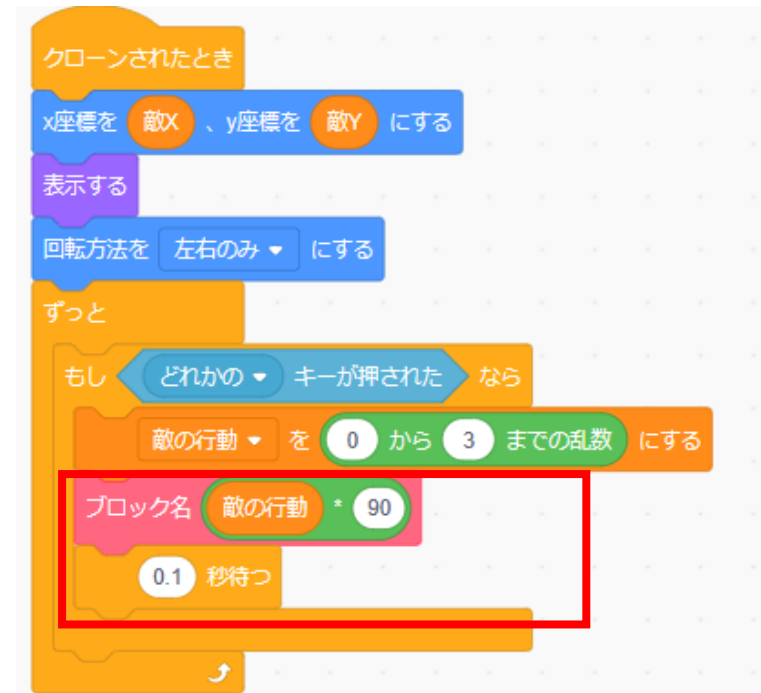 クローンされたとき
x座標を 敵X 、y座標を 敵Y にする
表示する
回転方法を 左右のみ にする
ずっと
もし どれかの キーが押された なら
敵の行動 を 0 から 3 までの乱数 にする
ブロック名 敵の行動 * 90
0.1 秒待つ